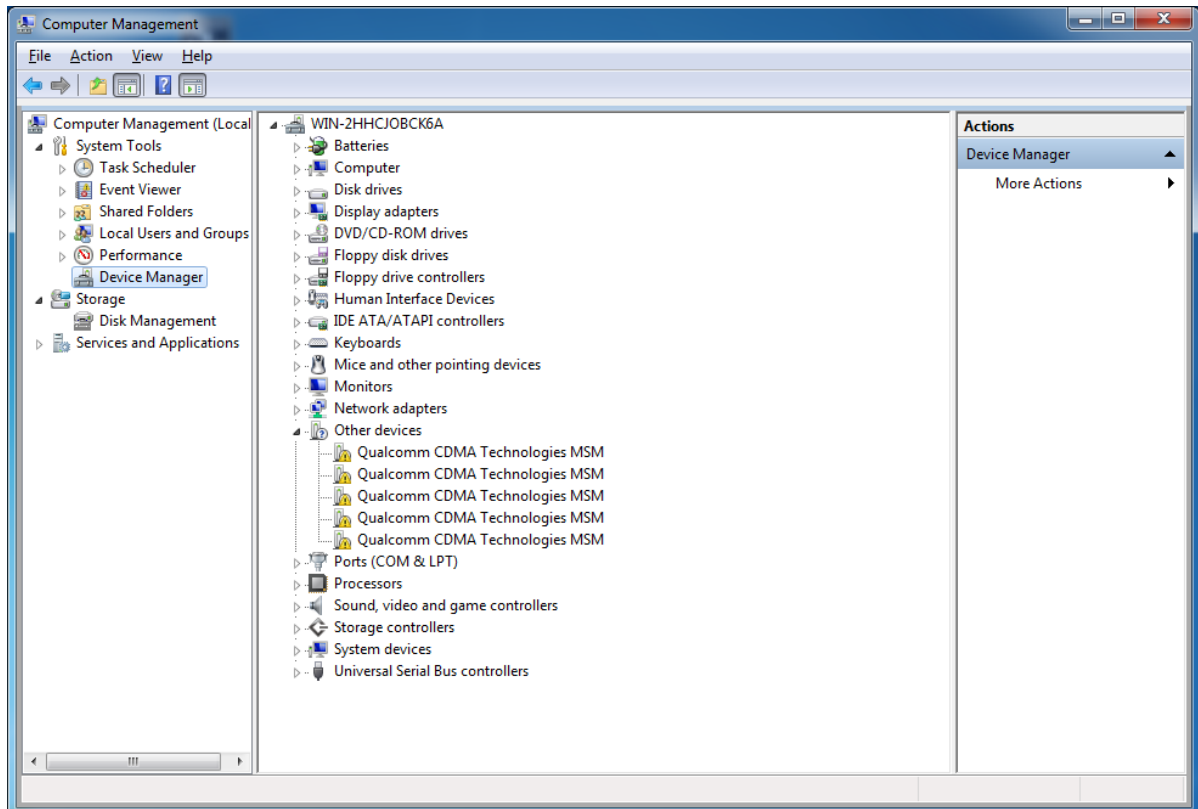 Computer Management
File Action View Help
Computer Management (Local
System Tools
Task Scheduler
Event Viewer
Shared Folders
Local Users and Groups
Performance
Device Manager
Storage
Disk Management
Services and Applications
WIN-2HHCJOBCK6A
Batteries
Computer
Disk drives
Display adapters
DVD/CD-ROM drives
Floppy disk drives
Floppy drive controllers
Human Interface Devices
IDE ATA/ATAPI controllers
Keyboards
Mice and other pointing devices
Monitors
Network adapters
Other devices
Qualcomm CDMA Technologies MSM
Qualcomm CDMA Technologies MSM
Qualcomm CDMA Technologies MSM
Qualcomm CDMA Technologies MSM
Qualcomm CDMA Technologies MSM
Ports (COM & LPT)
Processors
Sound, video and game controllers
Storage controllers
System devices
Universal Serial Bus controllers
Actions
Device Manager
More Actions